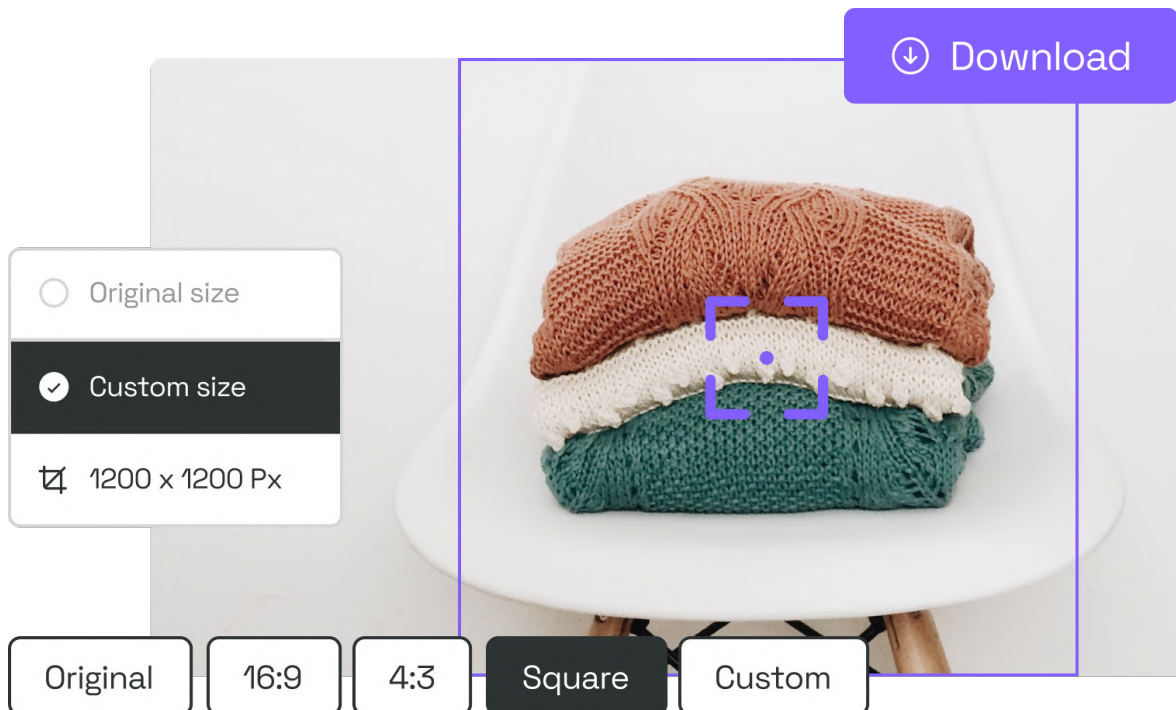 Download
Original size
Custom size
1200 x 1200 Px
Original
16:9
4:3
Square
Custom